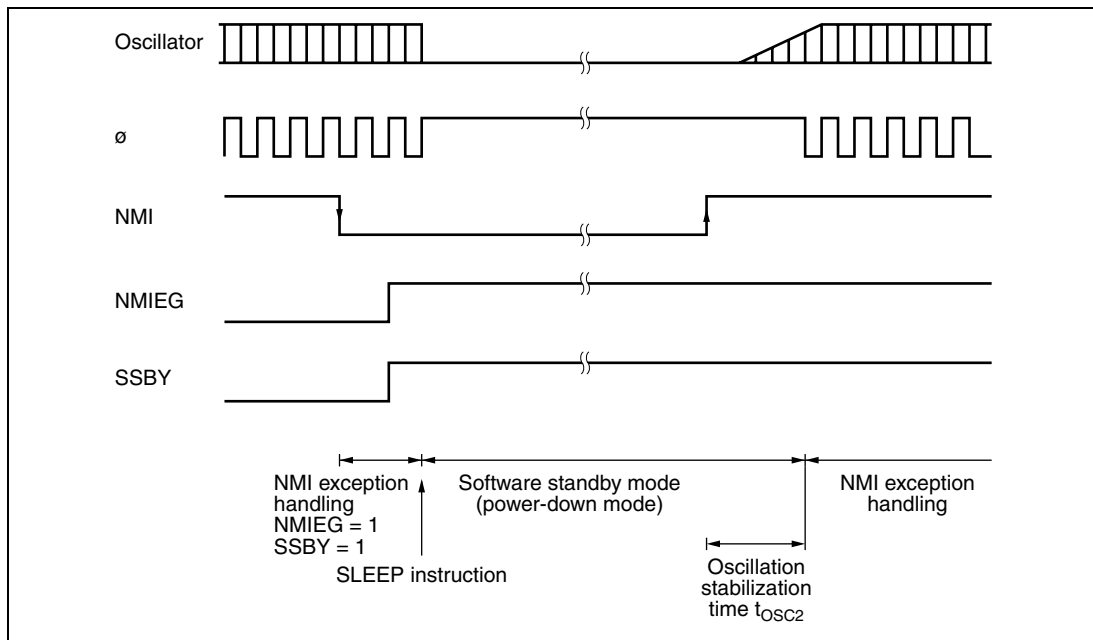 Oscillator
ø
NMI
NMIEG
SSBY
NMI exception
handling
NMIEG = 1
SSBY = 1
Software standby mode
(power-down mode)
NMI exception
handling
SLEEP instruction
Oscillation
stabilization
time tOSC2